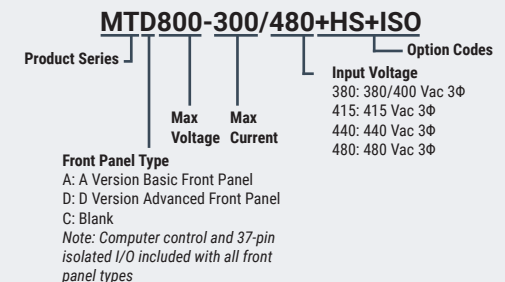 MTD800-300/480+HS+ISO
Product Series
Option Codes
Input Voltage
380: 380/400 Vac 3Φ
415: 415 Vac 3Φ
440: 440 Vac 3Φ
480: 480 Vac 3Φ
Max
Voltage
Max
Current
Front Panel Type
A: A Version Basic Front Panel
D: D Version Advanced Front Panel
C: Blank
Note: Computer control and 37-pin
isolated I/O included with all front
panel types